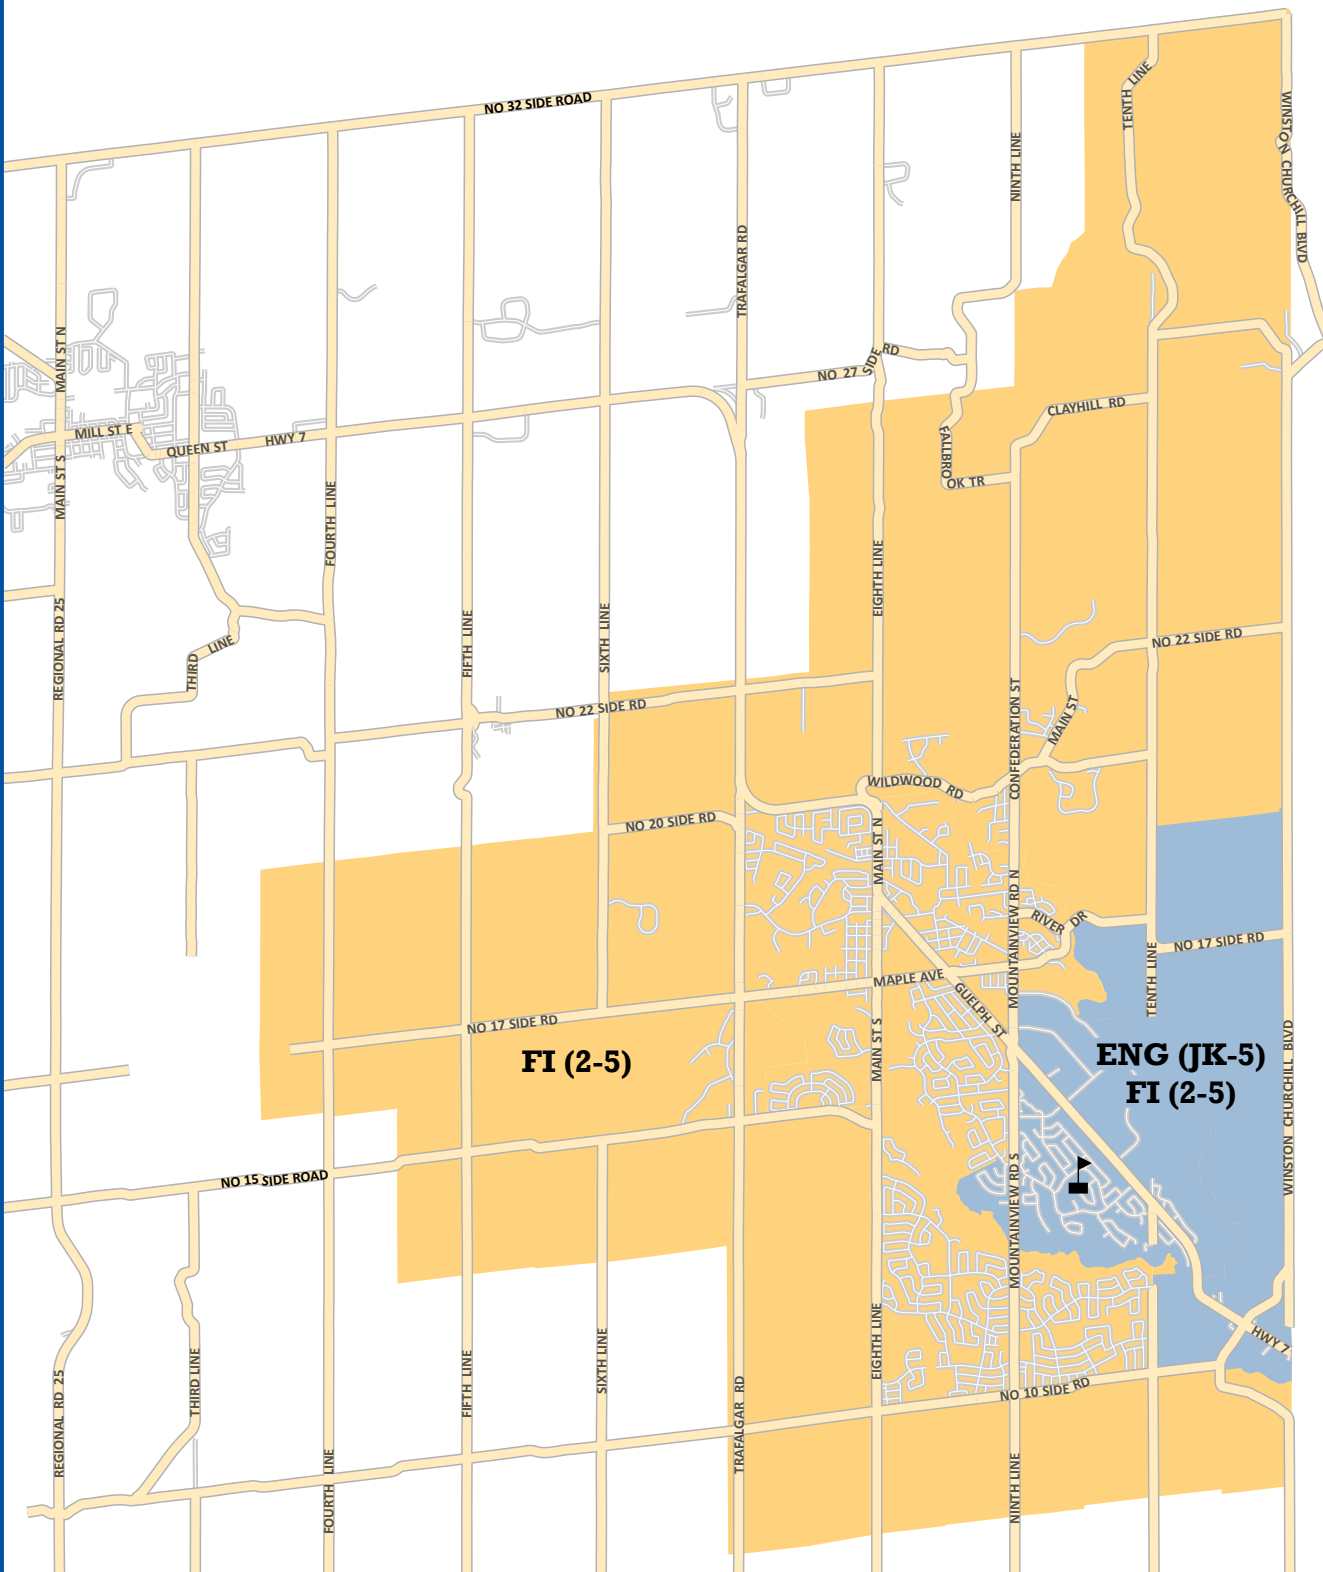 NO 32 SIDE ROAD
TENTH LINE
WINSTON CHURCHILL BLVD
NINTH LINE
TRAFALGAR RD
MAIN ST N
NO 27 SIDE RD
CLAYHILL RD
MILL ST E
QUEEN ST
HWY 7
FALLBROOK TR
MAIN ST S
FOURTH LINE
EIGHTH LINE
REGIONAL RD 25
FIFTH LINE
SIXTH LINE
THIRD LINE
NO 22 SIDE RD
NO 22 SIDE RD
MAIN ST
CONFEDERATION ST
WILDWOOD RD
NO 20 SIDE RD
MAIN ST N
MOUNTAINVIEW RD N
RIVER DR
NO 17 SIDE RD
TENTH LINE
MAPLE AVE
GUELPH ST
NO 17 SIDE RD
MAIN ST S
FI (2-5)
ENG (JK-5)
FI (2-5)
WINSTON CHURCHILL BLVD
NO 15 SIDE ROAD
MOUNTAINVIEW RD S
EIGHTH LINE
HWY 7
SIXTH LINE
THIRD LINE
FIFTH LINE
REGIONAL RD 25
TRAFALGAR RD
NO 10 SIDE RD
FOURTH LINE
NINTH LINE